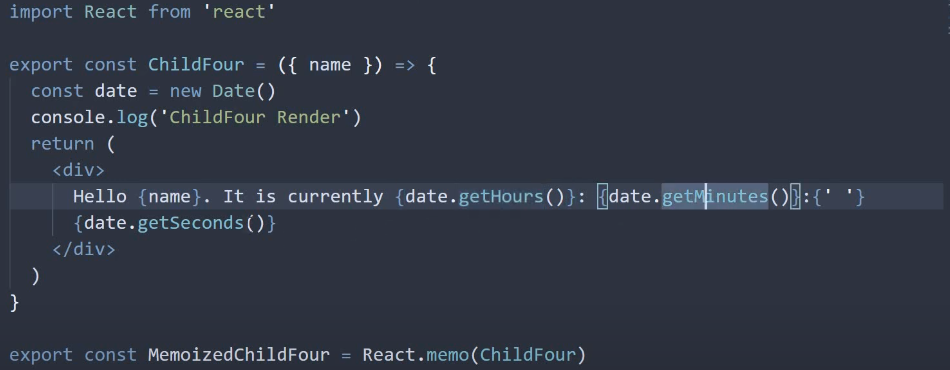 import React from 'react'
export const ChildFour = ({ name }) => {
const date = new Date()
console.log('ChildFour Render')
return (
<div>
Hello {name}. It is currently {date.getHours()}: {date.getMinutes()}:{' '}
{date.getSeconds()}
</div>
)
}
export const MemoizedChildFour = React.memo(ChildFour)